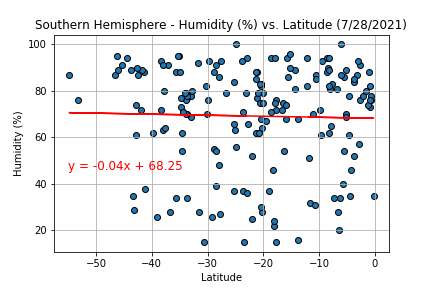 Southern Hemisphere - Humidity (%) vs. Latitude (7/28/2021)
Humidity (%)
100
80
60
40
20
y = -0.04x + 68.25
−50 −40 −30 −20 −10 0
Latitude